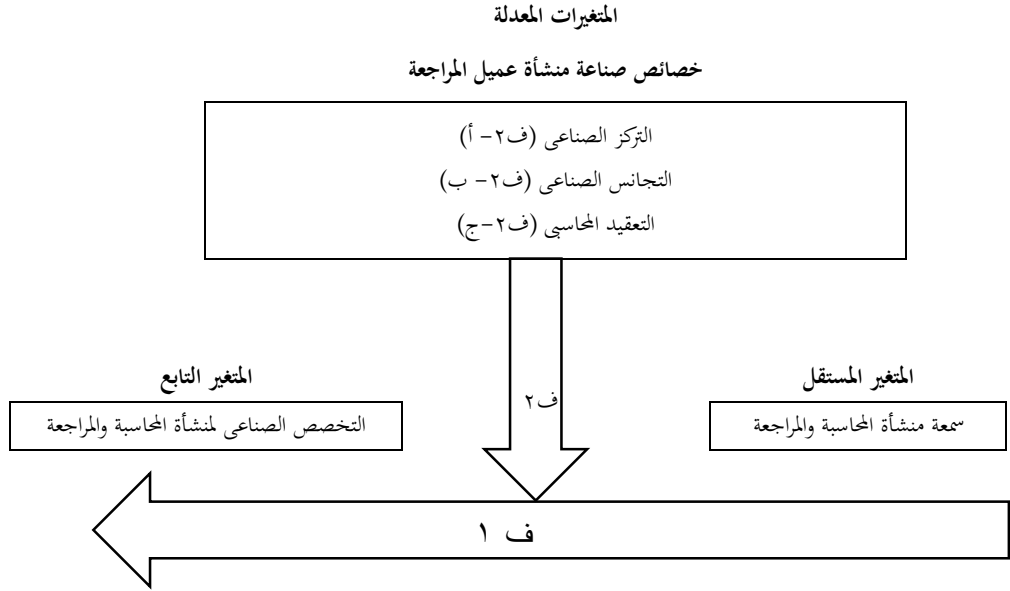 المتغيرات المعدلة
خصائص صناعة منشأة عميل المراجعة
التركز الصناعى (ف٢- أ)
التجانس الصناعى (ف٢- ب)
التعقيد المحاسبى (ف٢-ج)
المتغير المستقل
المتغير التابع
ف٢
سمعة منشأة المحاسبة والمراجعة
التخصص الصناعى لمنشأة المحاسبة والمراجعة
ف ١